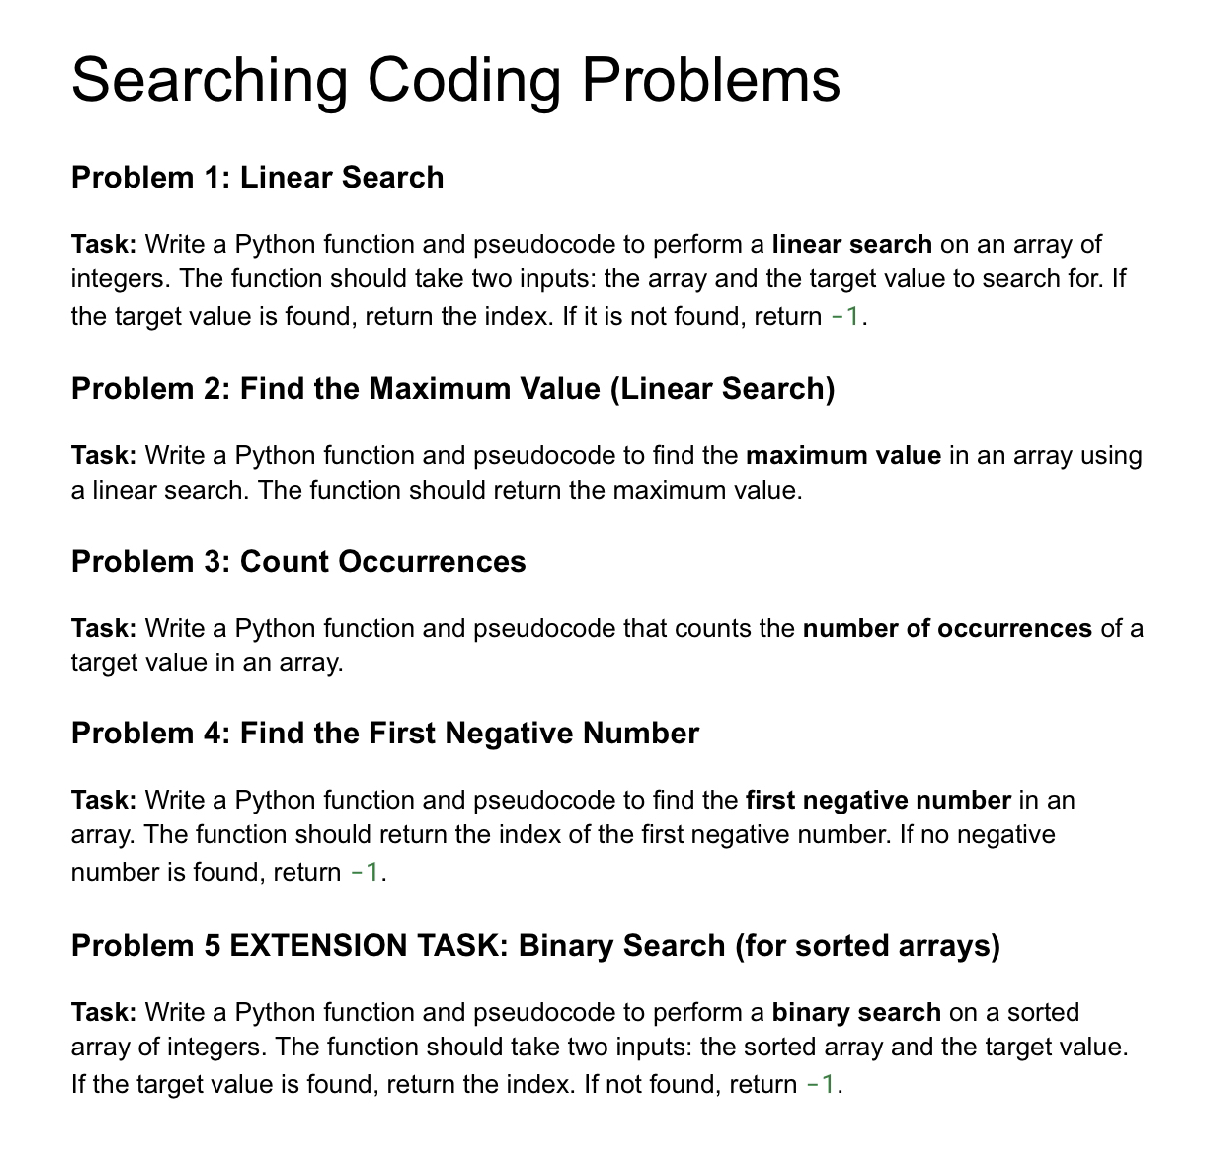 Searching Coding Problems
Problem 1: Linear Search
Task: Write a Python function and pseudocode to perform a linear search on an array of
integers. The function should take two inputs: the array and the target value to search for. If
the target value is found, return the index. If it is not found, return -1.
Problem 2: Find the Maximum Value (Linear Search)
Task: Write a Python function and pseudocode to find the maximum value in an array using
a linear search. The function should return the maximum value.
Problem 3: Count Occurrences
Task: Write a Python function and pseudocode that counts the number of occurrences of a
target value in an array.
Problem 4: Find the First Negative Number
Task: Write a Python function and pseudocode to find the first negative number in an
array. The function should return the index of the first negative number. If no negative
number is found, return -1.
Problem 5 EXTENSION TASK: Binary Search (for sorted arrays)
Task: Write a Python function and pseudocode to perform a binary search on a sorted
array of integers. The function should take two inputs: the sorted array and the target value.
If the target value is found, return the index. If not found, return -1.